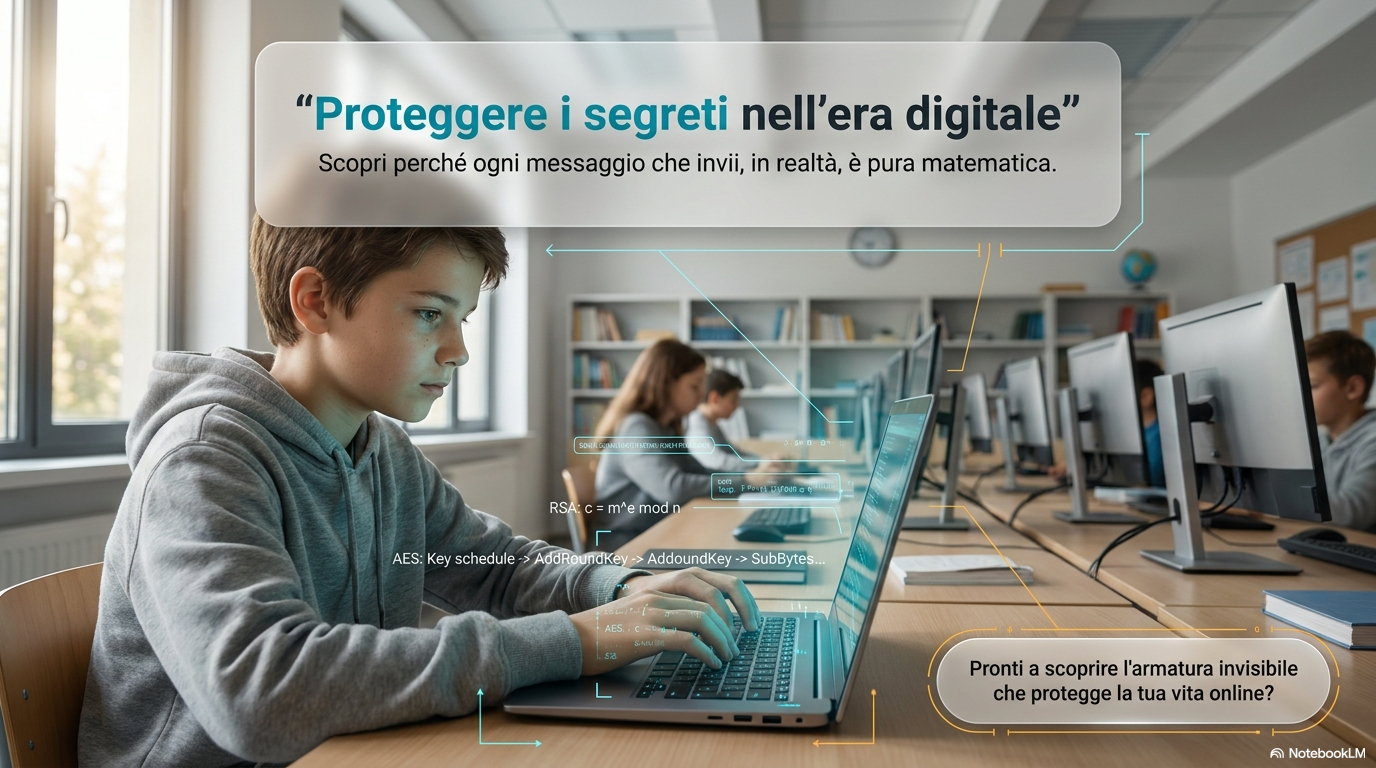 “Proteggere i segreti nell’era digitale”
Scopri perché ogni messaggio che invii, in realtà, è pura matematica.
RSA: c = m^e mod n
AES: Key schedule -> AddRoundKey -> AddoundKey -> SubBytes...
AES.
Pronti a scoprire l'armatura invisibile
che protegge la tua vita online?
NotebookLM